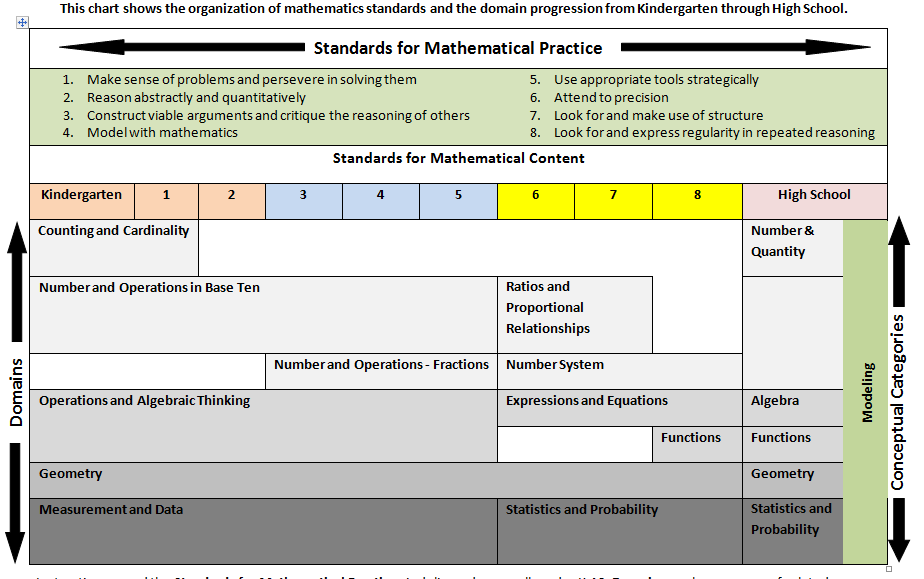 This chart shows the organization of mathematics standards and the domain progression from Kindergarten through High School.
Standards for Mathematical Practice
1. Make sense of problems and persevere in solving them
2. Reason abstractly and quantitatively
3. Construct viable arguments and critique the reasoning of others
4. Model with mathematics
5. Use appropriate tools strategically
6. Attend to precision
7. Look for and make use of structure
8. Look for and express regularity in repeated reasoning
Standards for Mathematical Content
Kindergarten 1 2 3 4 5 6 7 8 High School
Domains
Counting and Cardinality
Number &
Quantity
Number and Operations in Base Ten
Ratios and
Proportional
Relationships
Number and Operations - Fractions
Number System
Operations and Algebraic Thinking
Expressions and Equations
Algebra
Functions
Functions
Geometry
Geometry
Measurement and Data
Statistics and Probability
Statistics and
Probability
Modeling
Conceptual Categories